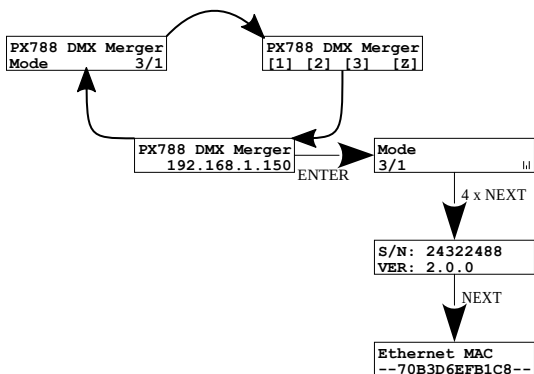 PX788 DMX Merger
Mode 3/1
PX788 DMX Merger
[1] [2] [3] [Z]
PX788 DMX Merger
192.168.1.150
ENTER
Mode
3/1
4 x NEXT
S/N: 24322488
VER: 2.0.0
NEXT
Ethernet MAC
--70B3D6EFB1C8--